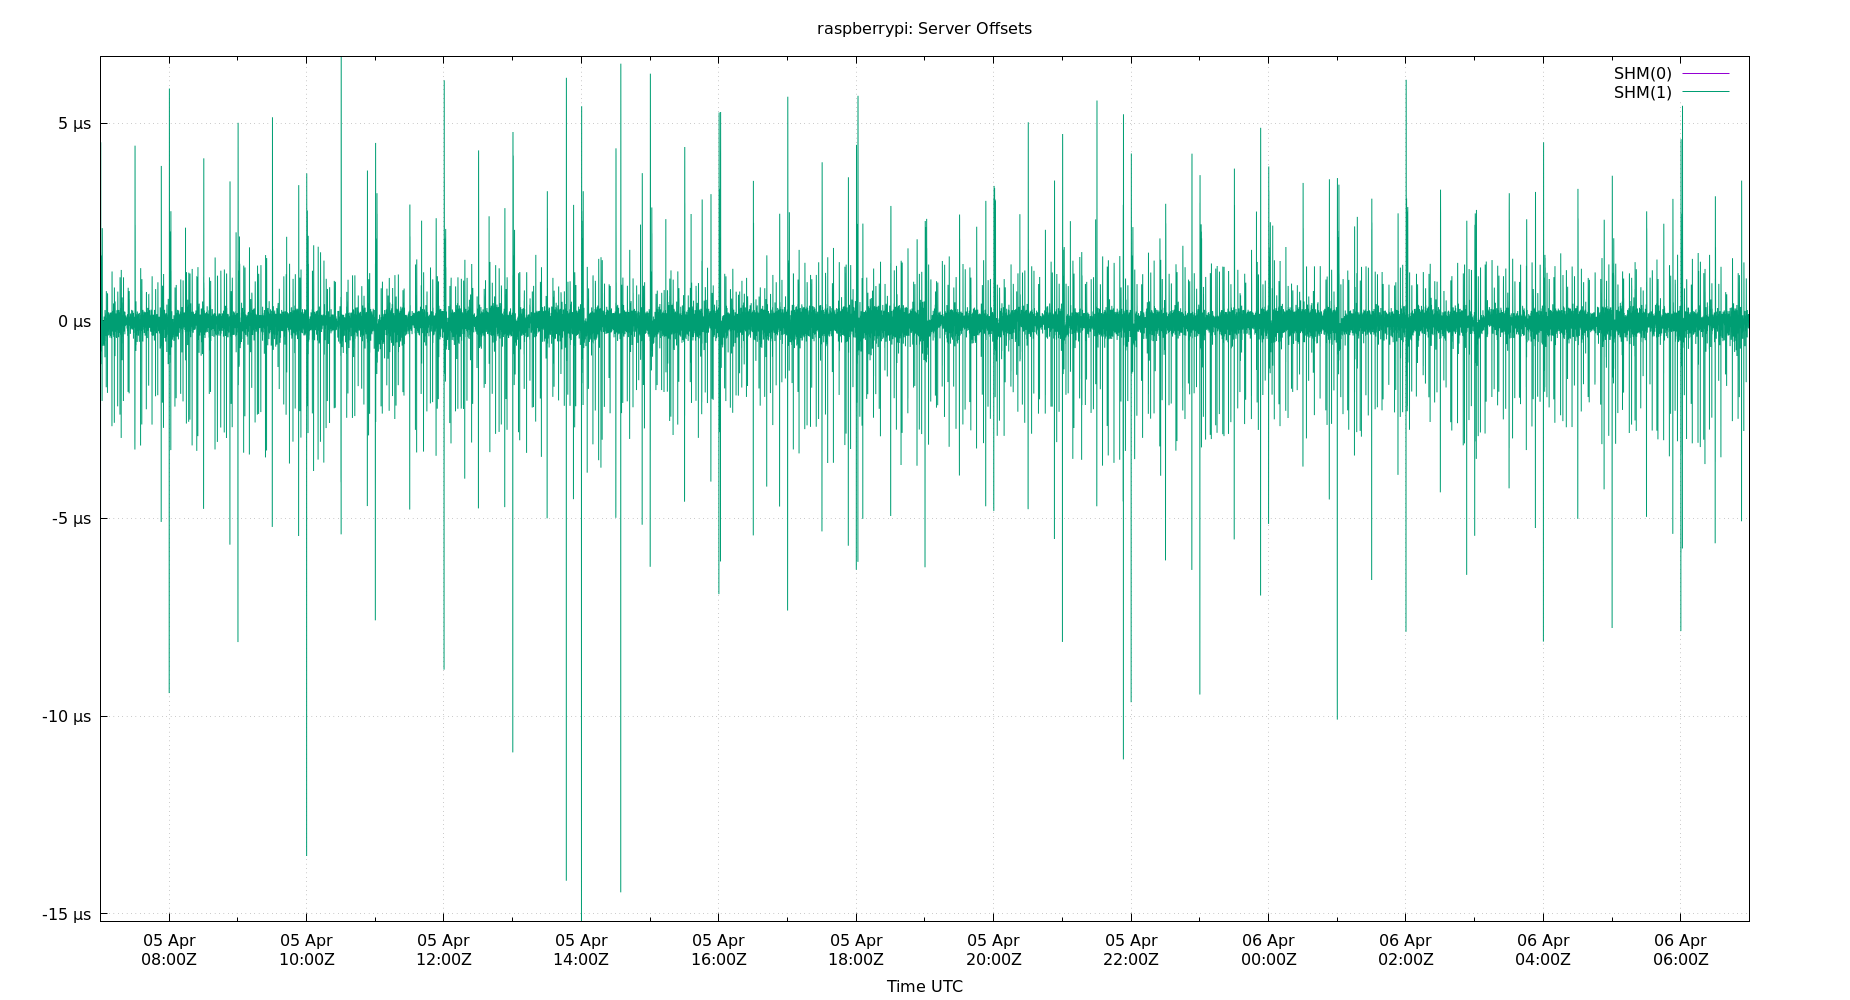 raspberrypi: Server Offsets
SHM(0)
SHM(1)
5 µs
0 µs
-5 µs
-10 µs
-15 µs
05 Apr 05 Apr 05 Apr 05 Apr 05 Apr 05 Apr 05 Apr 05 Apr 06 Apr 06 Apr 06 Apr 06 Apr
08:00Z 10:00Z 12:00Z 14:00Z 16:00Z 18:00Z 20:00Z 22:00Z 00:00Z 02:00Z 04:00Z 06:00Z
Time UTC